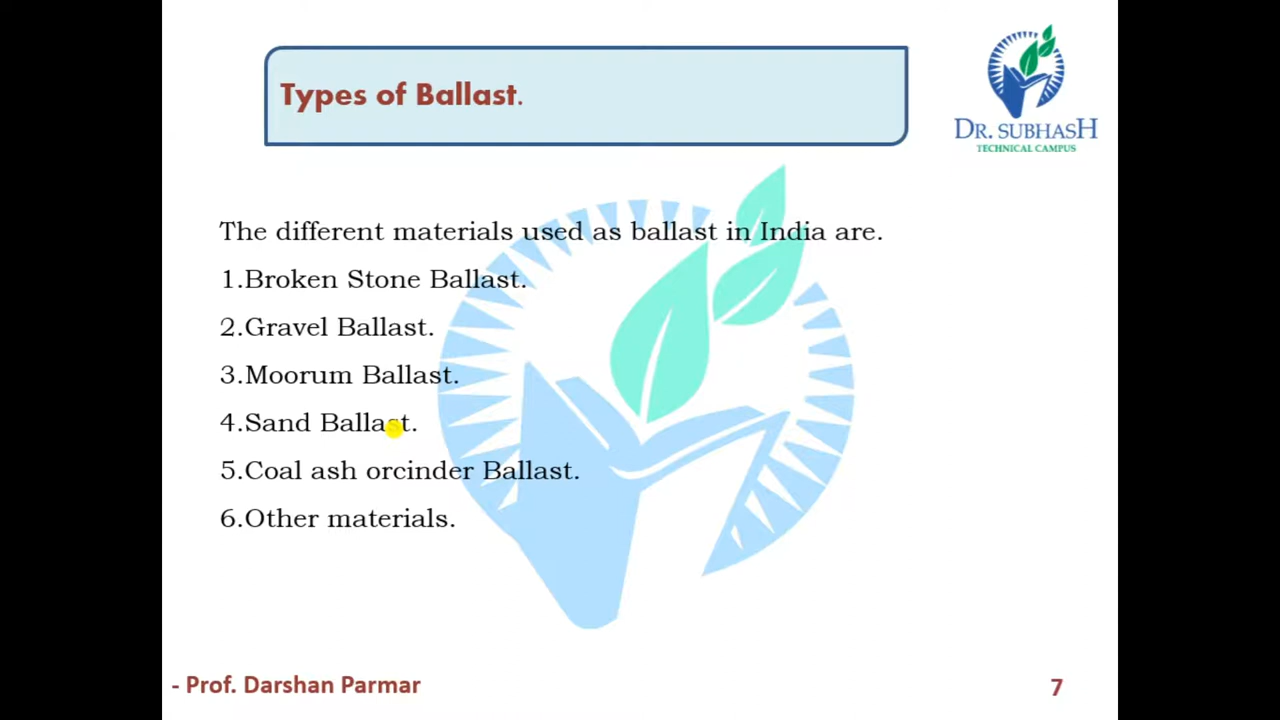 Types of Ballast.
DR. SUBHASH
TECHNICAL CAMPUS
The different materials used as ballast in India are.
1.Broken Stone Ballast.
2.Gravel Ballast.
3.Moorum Ballast.
4.Sand Ballast.
5.Coal ash orcinder Ballast.
6.Other materials.
- Prof. Darshan Parmar
7